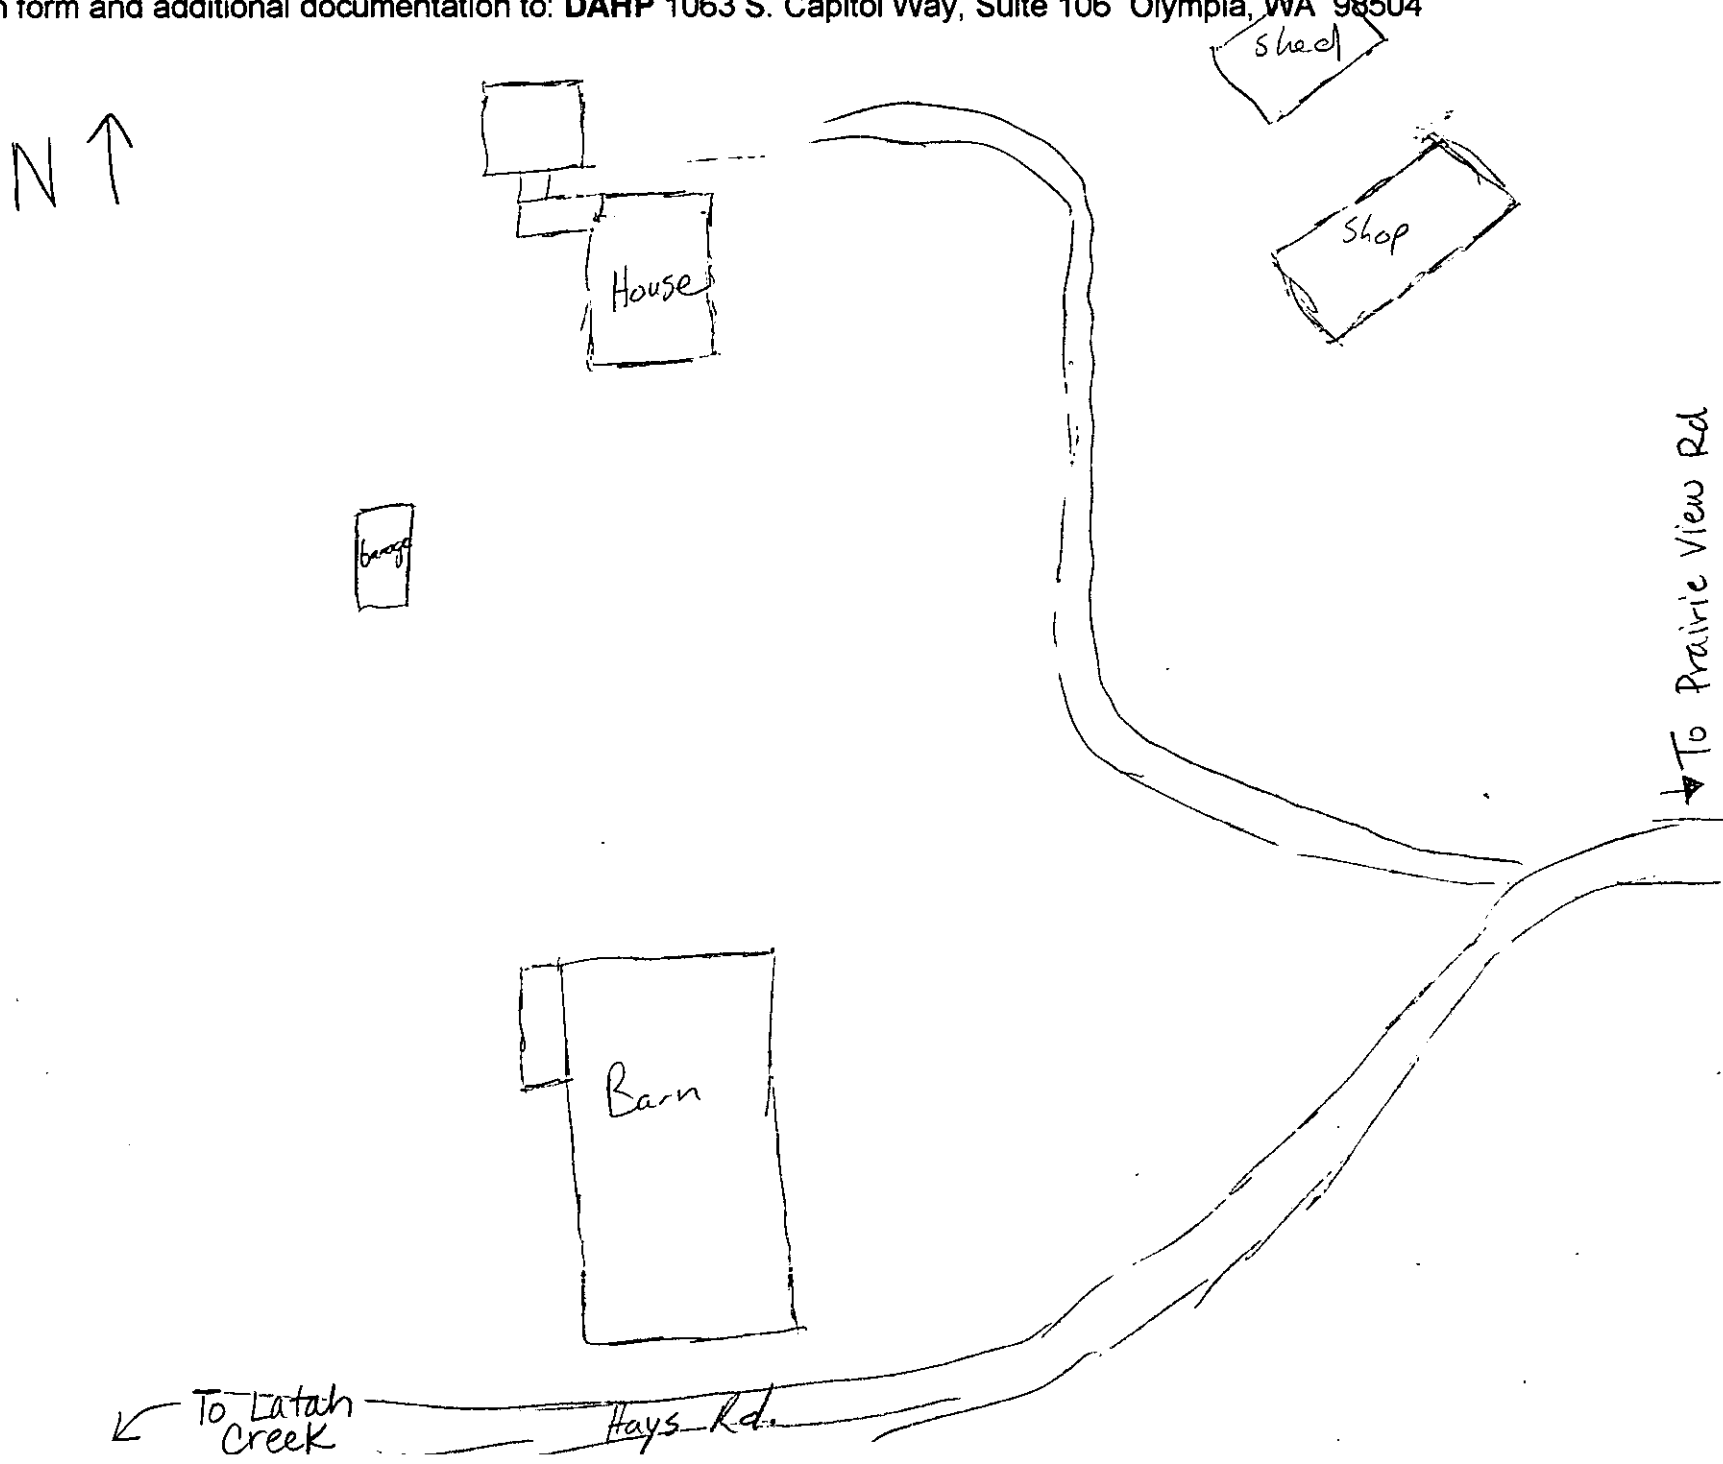 n form and additional documentation to: DAHP 1063 S. Capitol Way, Suite 106 Olympia, WA 98504
Shed
N
Shop
House
Garage
To Prairie View Rd
Barn
To Latah
Creek
Hays Rd.